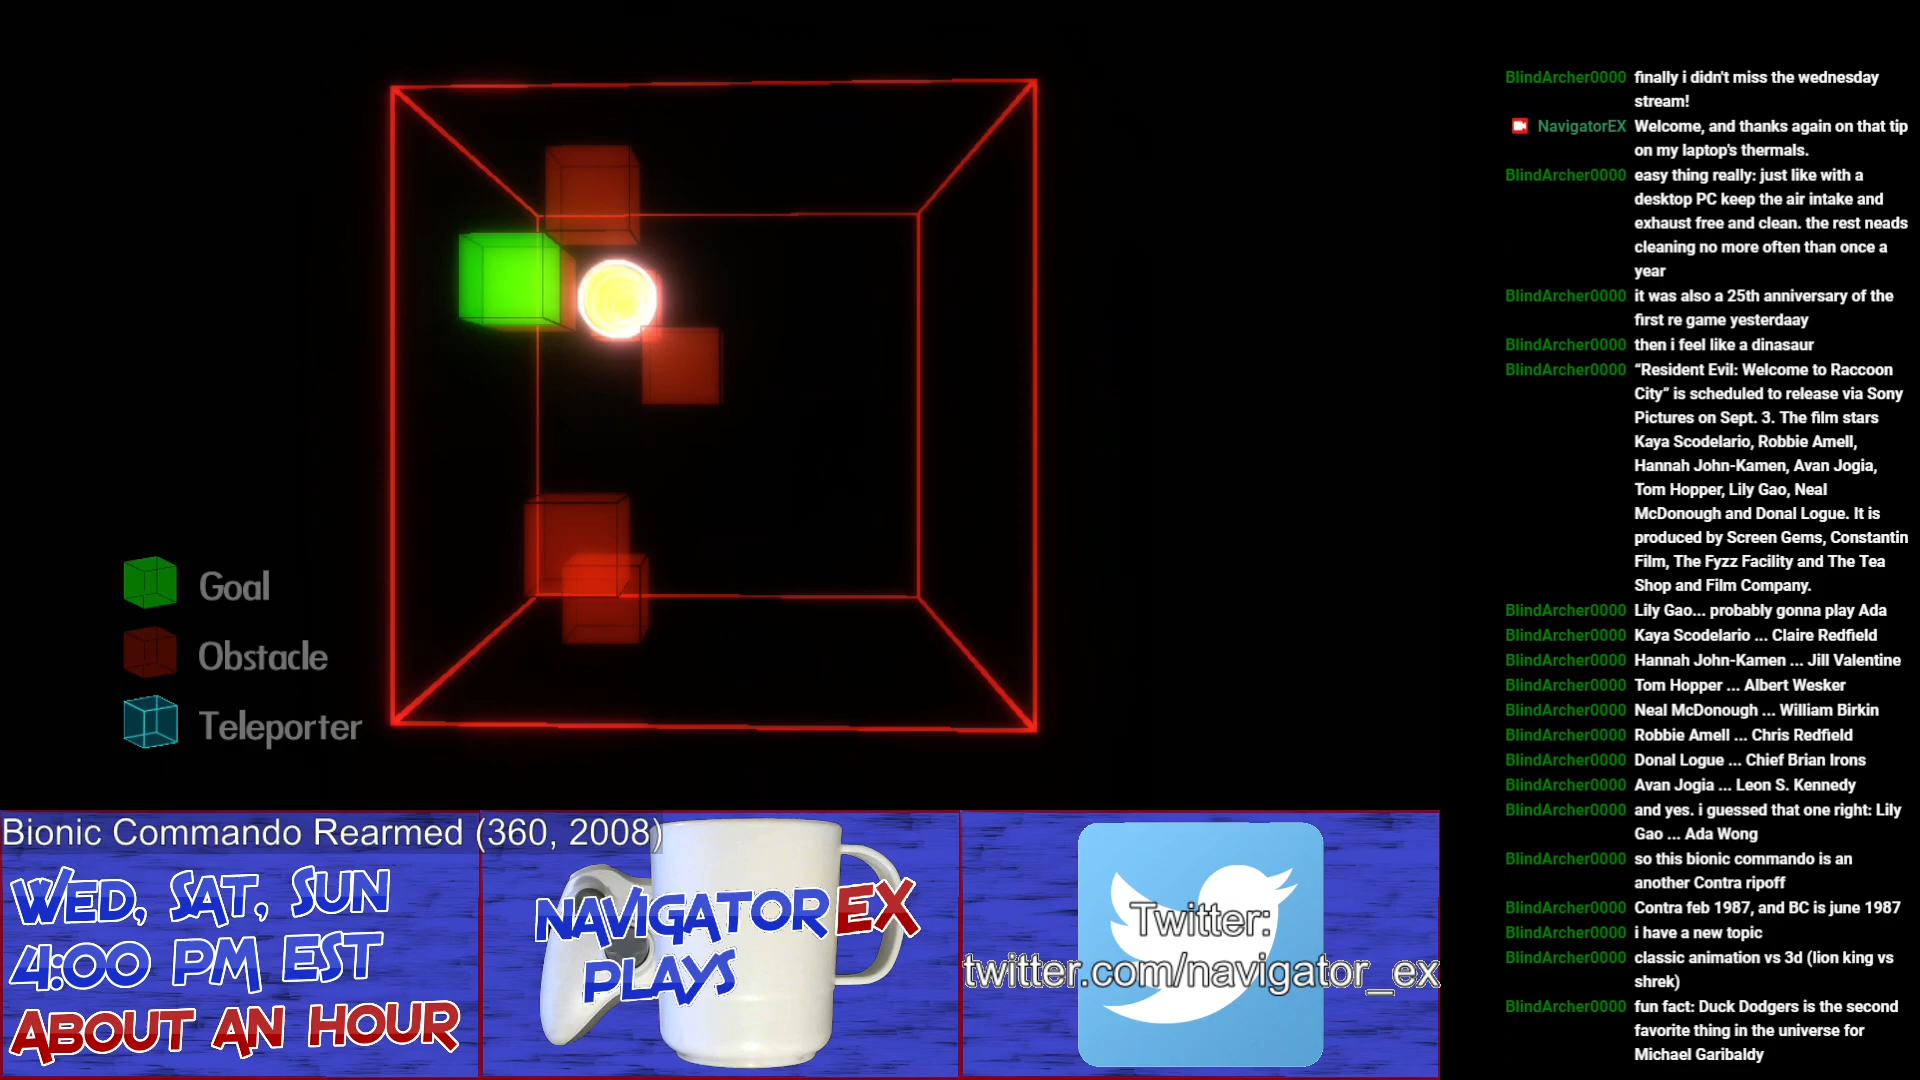 Goal
Obstacle
Teleporter
Bionic Commando Rearmed (360, 2008)
WED, SAT, SUN
4:00 PM EST
ABOUT AN HOUR
NAVIGATOREX
PLAYS
Twitter:
twitter.com/navigator_ex
BlindArcher0000 finally i didn't miss the wednesday
stream!
NavigatorEX Welcome, and thanks again on that tip
on my laptop's thermals.
BlindArcher0000 easy thing really: just like with a
desktop PC keep the air intake and
exhaust free and clean. the rest neads
cleaning no more often than once a
year
BlindArcher0000 it was also a 25th anniversary of the
first re game yesterdaay
BlindArcher0000 then i feel like a dinasaur
BlindArcher0000 “Resident Evil: Welcome to Raccoon
City” is scheduled to release via Sony
Pictures on Sept. 3. The film stars
Kaya Scodelario, Robbie Amell,
Hannah John-Kamen, Avan Jogia,
Tom Hopper, Lily Gao, Neal
McDonough and Donal Logue. It is
produced by Screen Gems, Constantin
Film, The Fyzz Facility and The Tea
Shop and Film Company.
BlindArcher0000 Lily Gao... probably gonna play Ada
BlindArcher0000 Kaya Scodelario ... Claire Redfield
BlindArcher0000 Hannah John-Kamen ... Jill Valentine
BlindArcher0000 Tom Hopper ... Albert Wesker
BlindArcher0000 Neal McDonough ... William Birkin
BlindArcher0000 Robbie Amell ... Chris Redfield
BlindArcher0000 Donal Logue ... Chief Brian Irons
BlindArcher0000 Avan Jogia ... Leon S. Kennedy
BlindArcher0000 and yes. i guessed that one right: Lily
Gao ... Ada Wong
BlindArcher0000 so this bionic commando is an
another Contra ripoff
BlindArcher0000 Contra feb 1987, and BC is june 1987
BlindArcher0000 i have a new topic
BlindArcher0000 classic animation vs 3d (lion king vs
shrek)
BlindArcher0000 fun fact: Duck Dodgers is the second
favorite thing in the universe for
Michael Garibaldy